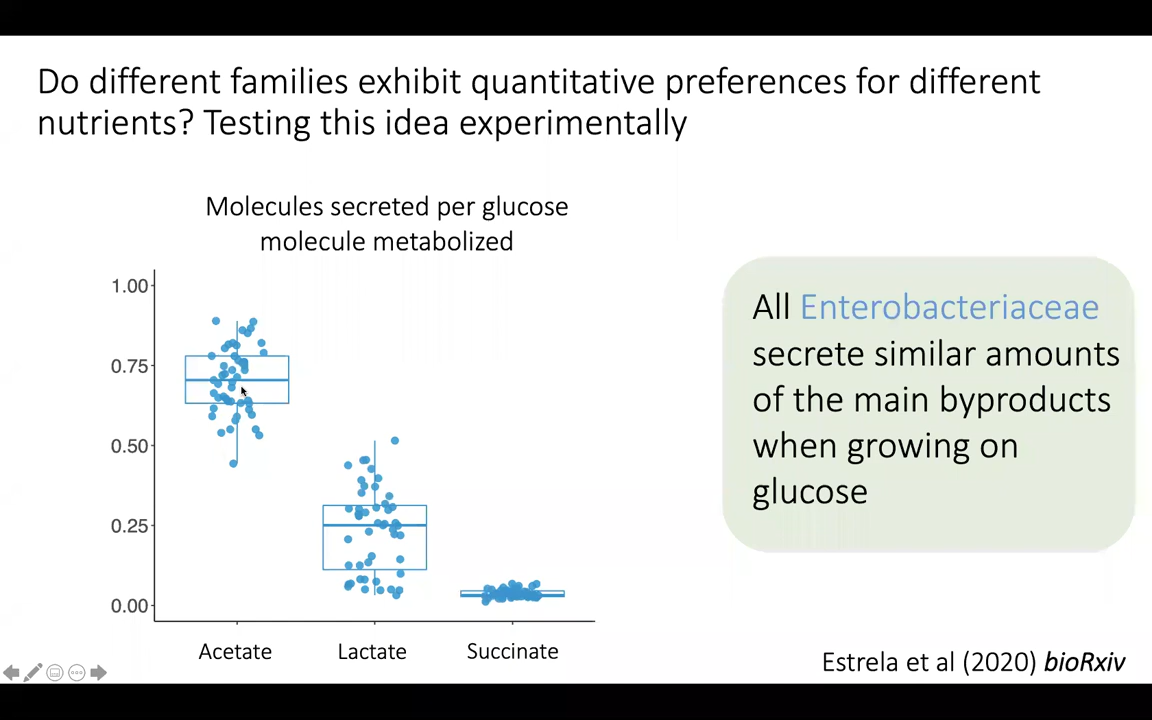 Do different families exhibit quantitative preferences for different
nutrients? Testing this idea experimentally
Molecules secreted per glucose
molecule metabolized
1.00
0.75
0.50
0.25
0.00
Acetate
Lactate
Succinate
All Enterobacteriaceae
secrete similar amounts
of the main byproducts
when growing on
glucose
Estrela et al (2020) bioRxiv